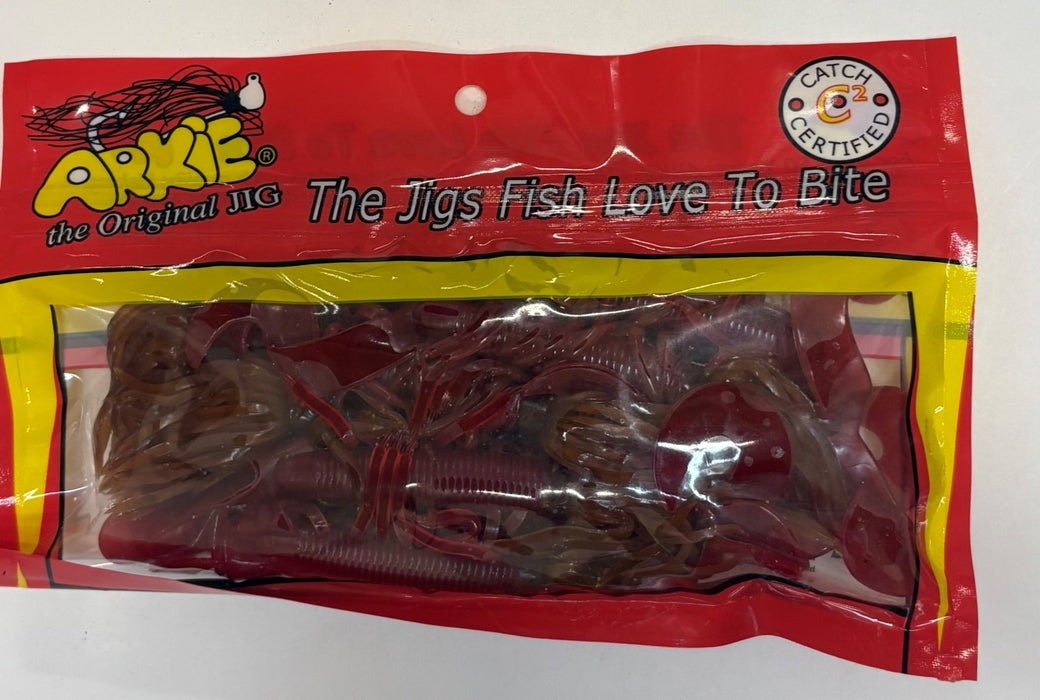 ARKIE®
the Original JIG
The Jigs Fish Love To Bite
CATCH
C²
CERTIFIED